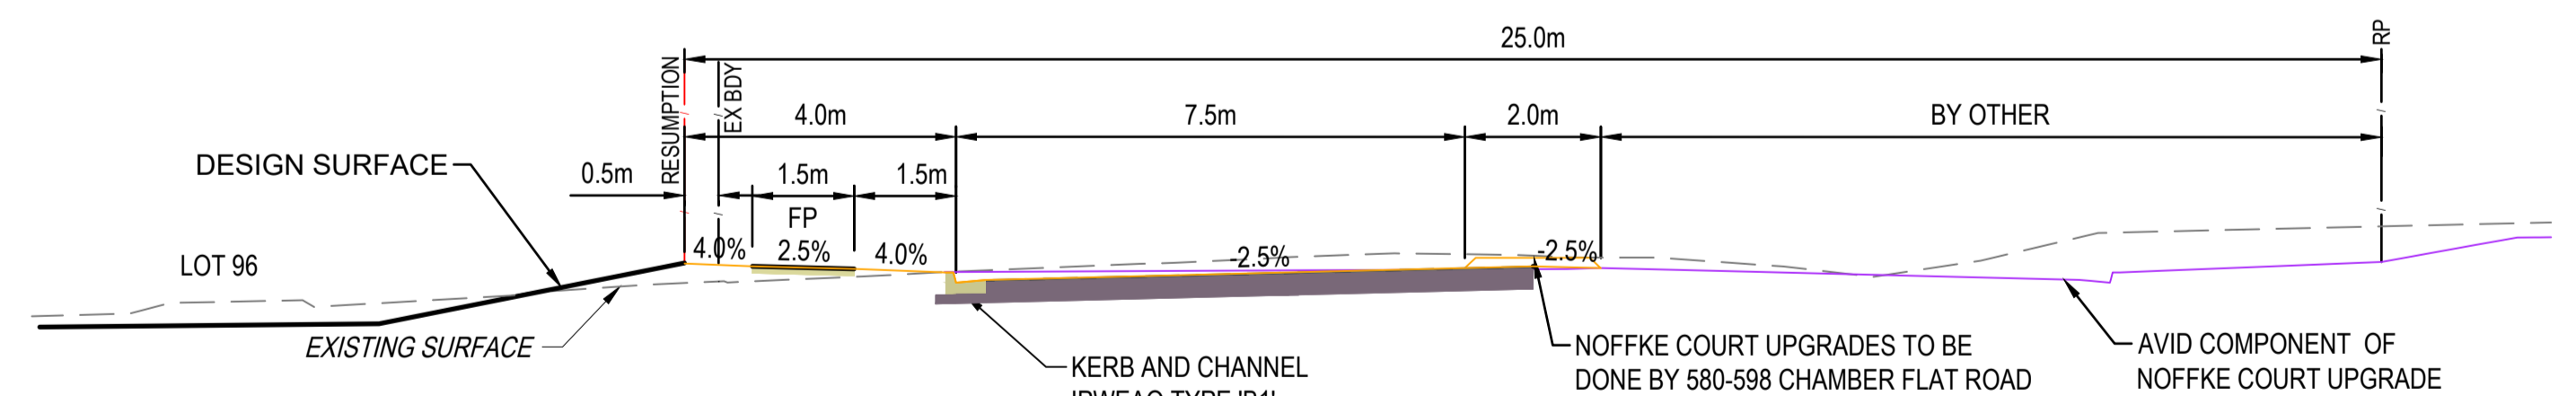 25.0m
RP
RESUMPTION
EX BDY
4.0m
7.5m
2.0m
BY OTHER
DESIGN SURFACE
0.5m
1.5m
1.5m
FP
4.0%
2.5%
4.0%
-2.5%
-2.5%
LOT 96
EXISTING SURFACE
KERB AND CHANNEL
NOFFKE COURT UPGRADES TO BE
DONE BY 580-598 CHAMBER FLAT ROAD
AVID COMPONENT OF
NOFFKE COURT UPGRADE